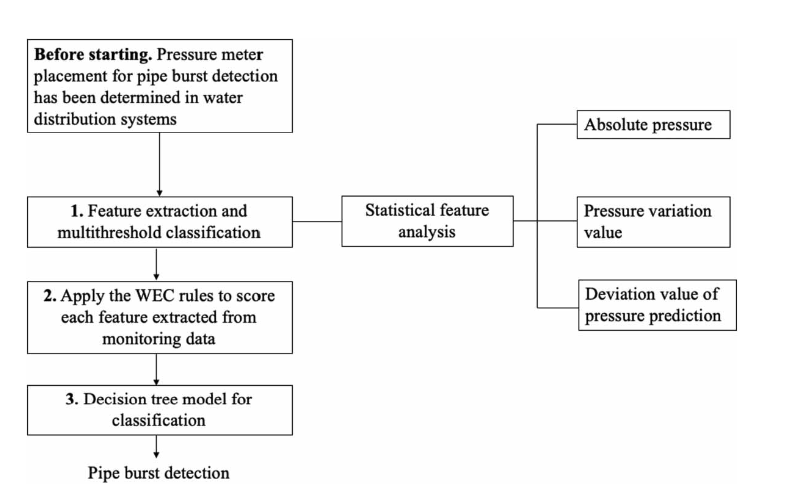 Before starting. Pressure meter
placement for pipe burst detection
has been determined in water
distribution systems
1. Feature extraction and
multithreshold classification
2. Apply the WEC rules to score
each feature extracted from
monitoring data
3. Decision tree model for
classification
Pipe burst detection
Statistical feature
analysis
Absolute pressure
Pressure variation
value
Deviation value of
pressure prediction